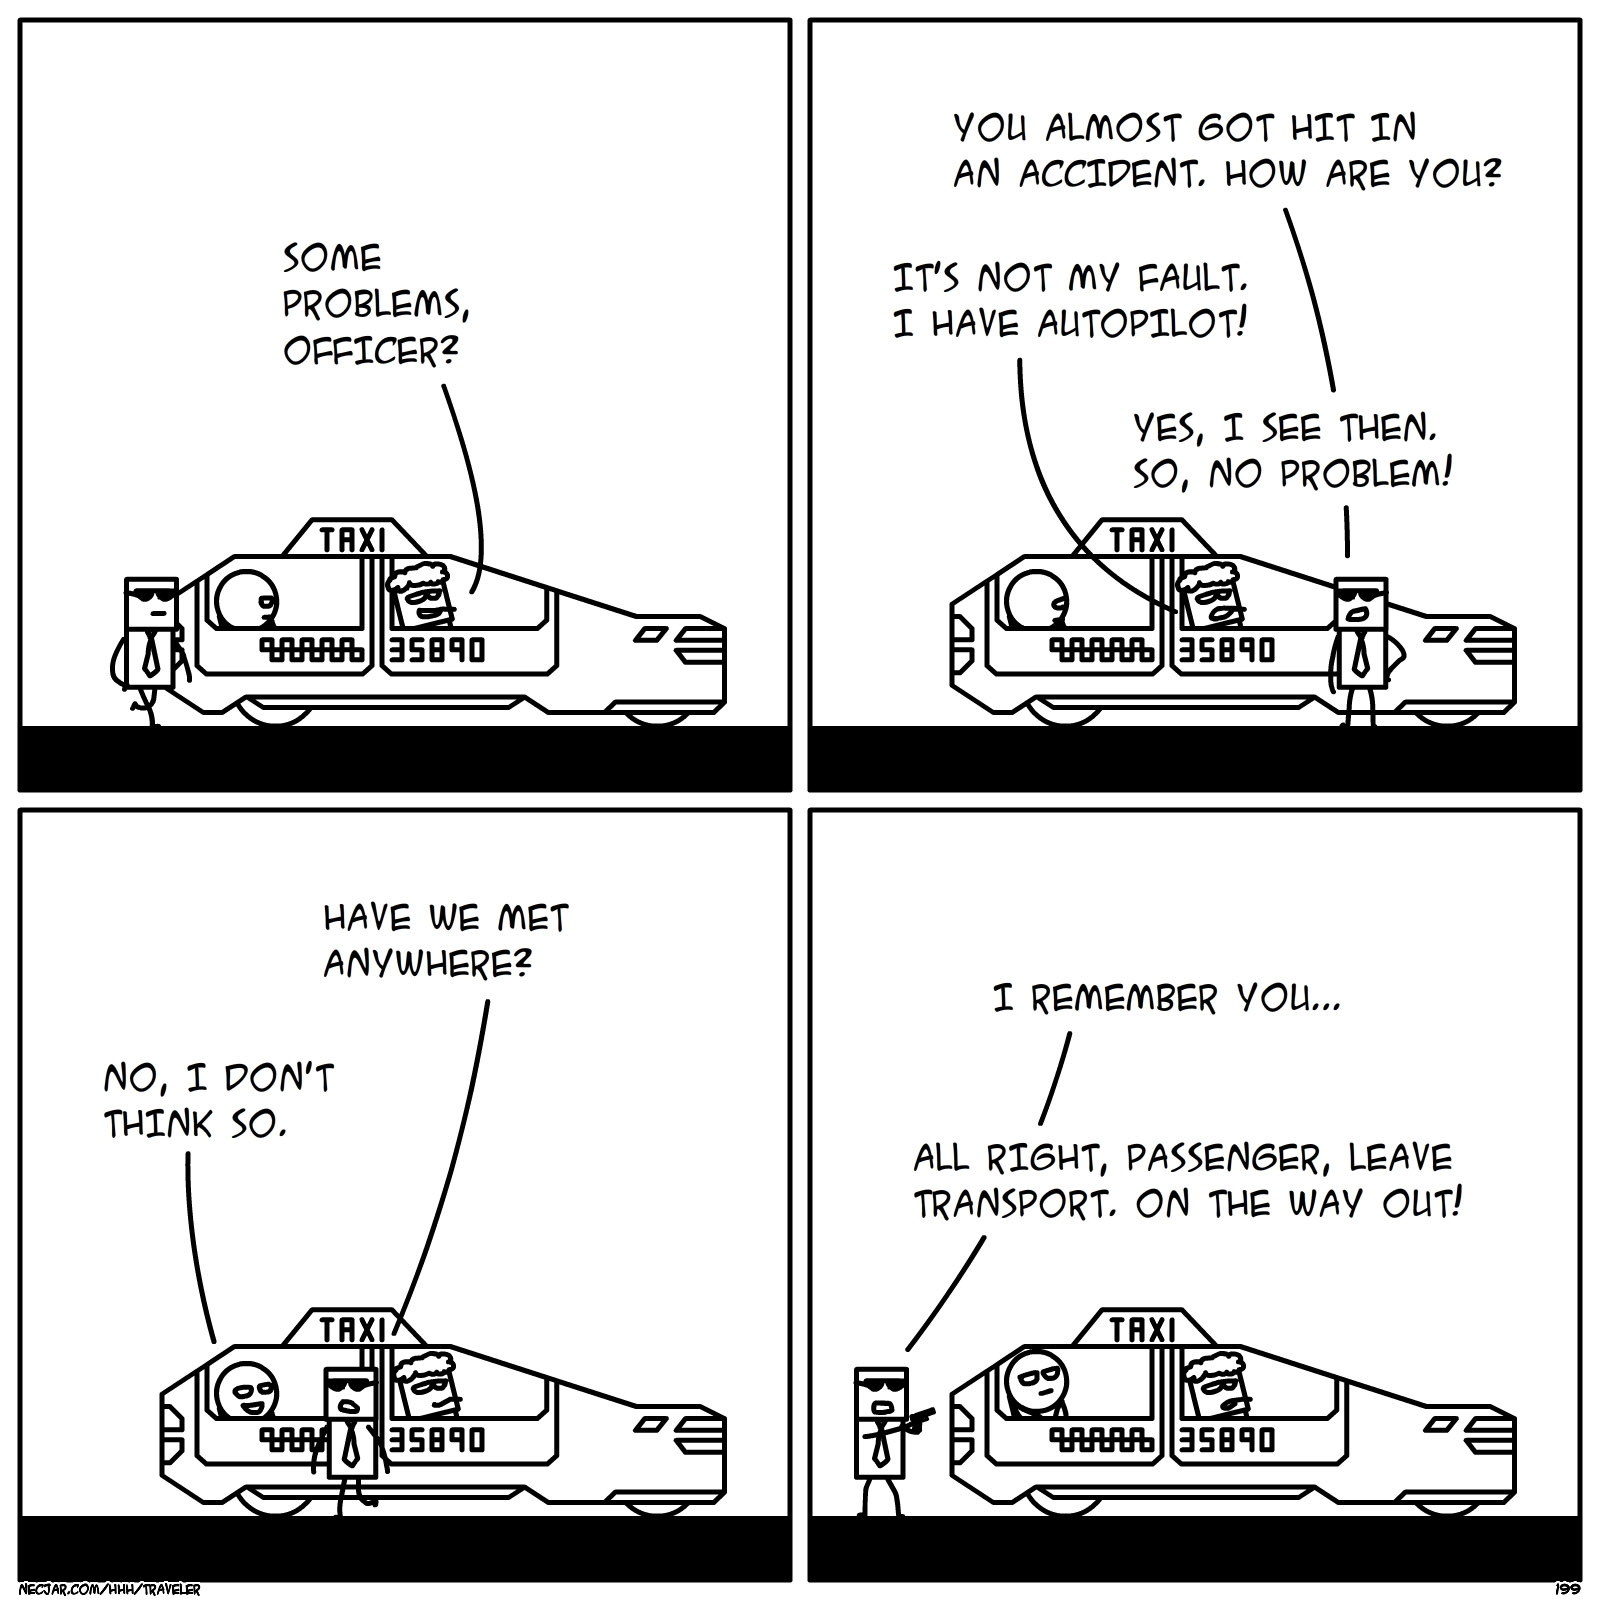 SOME
PROBLEMS,
OFFICER?
TAXI
35890
YOU ALMOST GOT HIT IN
AN ACCIDENT. HOW ARE YOU?
IT'S NOT MY FAULT.
I HAVE AUTOPILOT!
YES, I SEE THEN.
SO, NO PROBLEM!
TAXI
35890
HAVE WE MET
ANYWHERE?
NO, I DON'T
THINK SO.
TAXI
35890
I REMEMBER YOU...
ALL RIGHT, PASSENGER, LEAVE
TRANSPORT. ON THE WAY OUT!
TAXI
35890
NECJAR.COM/HHH/TRAVELER
199